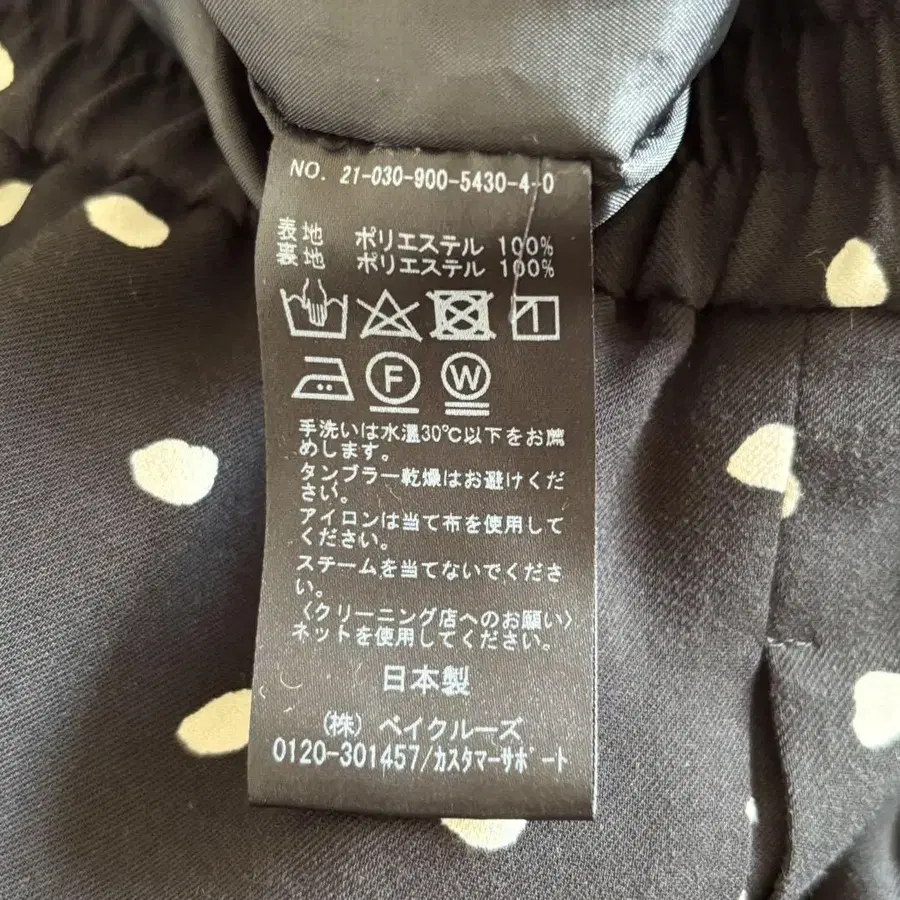 NO. 21-030-900-5430-4-0
表地 ポリエステル 100%
裏地 ポリエステル 100%
F W
手洗いは水温30℃以下をお薦
めします。
タンブラー乾燥はお避けくだ
さい。
アイロンは当て布を使用して
ください。
スチームを当てないでくださ
い。
〈クリーニング店へのお願い〉
ネットを使用してください。
日本製
(株) ベイクルーズ
0120-301457/カスタマーサポート